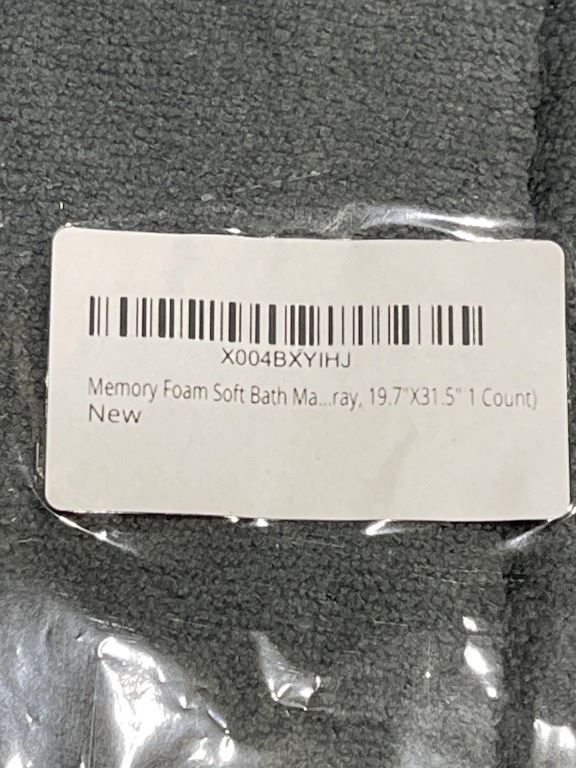 X004BXYIHJ
Memory Foam Soft Bath Ma...ray, 19.7"X31.5" 1 Count)
New